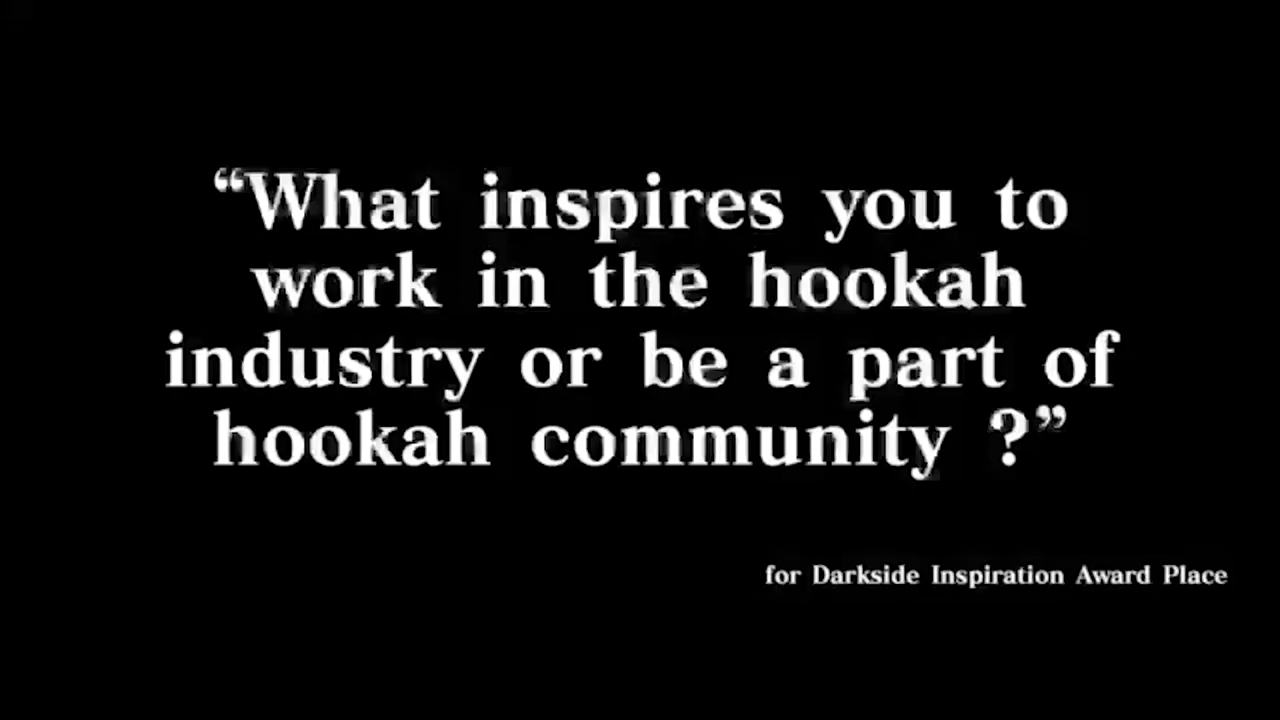 “What inspires you to
work in the hookah
industry or be a part of
hookah community ?”
for Darkside Inspiration Award Place